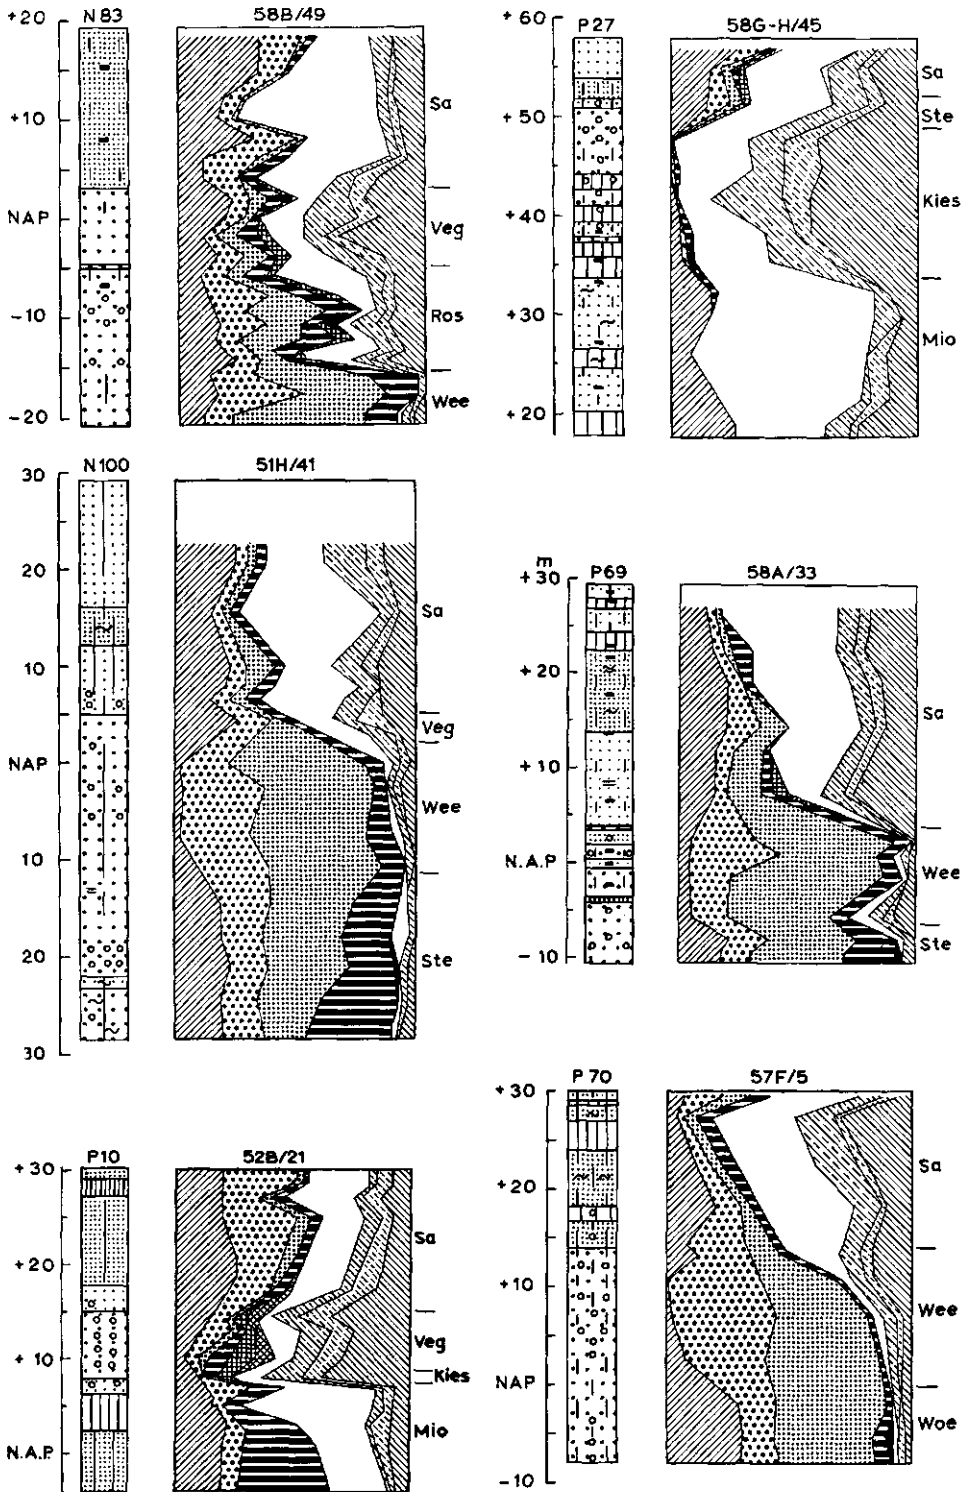 N 83
58B/49
+20
+10
NAP
-10
-20
Sa
Veg
Ros
Wee
P27
58G-H/45
+60
+50
+40
+30
+20
Sa
Ste
Kies
Mio
N100
51H/41
30
20
10
NAP
10
20
30
Sa
Veg
Wee
Ste
m
P69
58A/33
+30
+20
+10
N.A.P
-10
Sa
Wee
Ste
P10
52B/21
+30
+20
+10
N.A.P.
Sa
Veg
Kies
Mio
P 70
57F/5
+30
+20
+10
NAP
-10
Sa
Wee
Woe